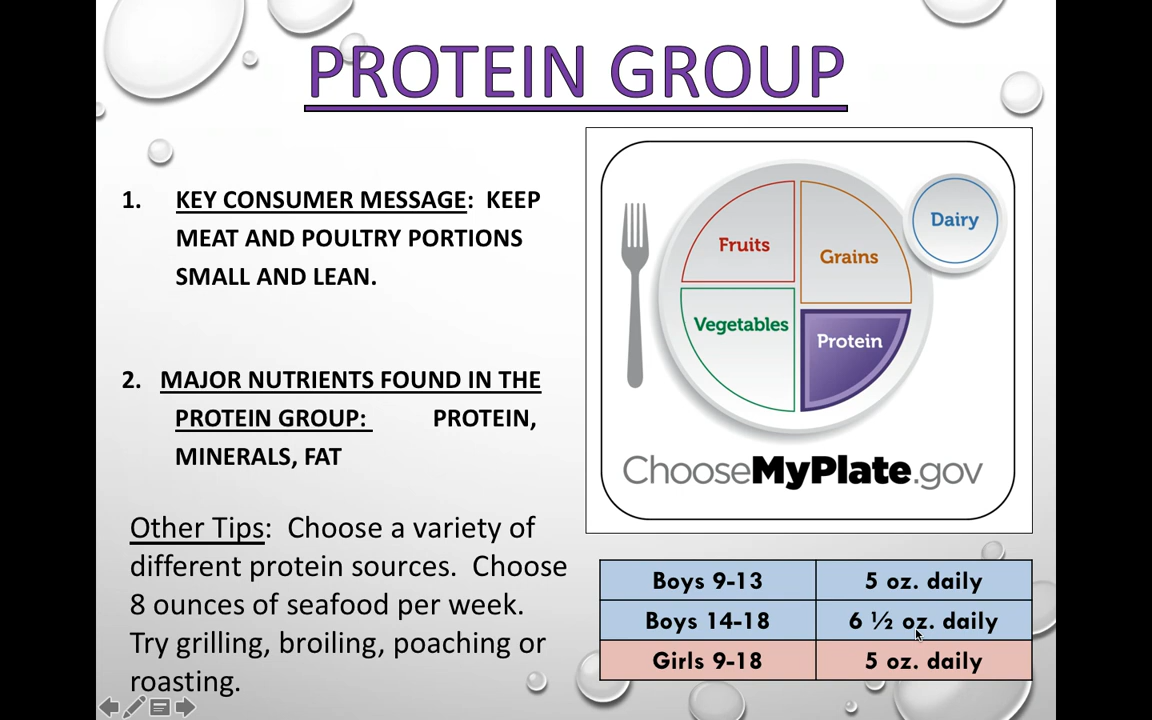 PROTEIN GROUP
1. KEY CONSUMER MESSAGE: KEEP
MEAT AND POULTRY PORTIONS
SMALL AND LEAN.
2. MAJOR NUTRIENTS FOUND IN THE
PROTEIN GROUP: PROTEIN,
MINERALS, FAT
Other Tips: Choose a variety of
different protein sources. Choose
8 ounces of seafood per week.
Try grilling, broiling, poaching or
roasting.
Fruits
Grains
Dairy
Vegetables
Protein
ChooseMyPlate.gov
Boys 9-13 5 oz. daily
Boys 14-18 6 ½ oz. daily
Girls 9-18 5 oz. daily